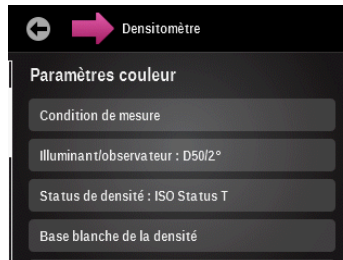 Densitomètre
Paramètres couleur
Condition de mesure
Illuminant/observateur : D50/2°
Status de densité : ISO Status T
Base blanche de la densité